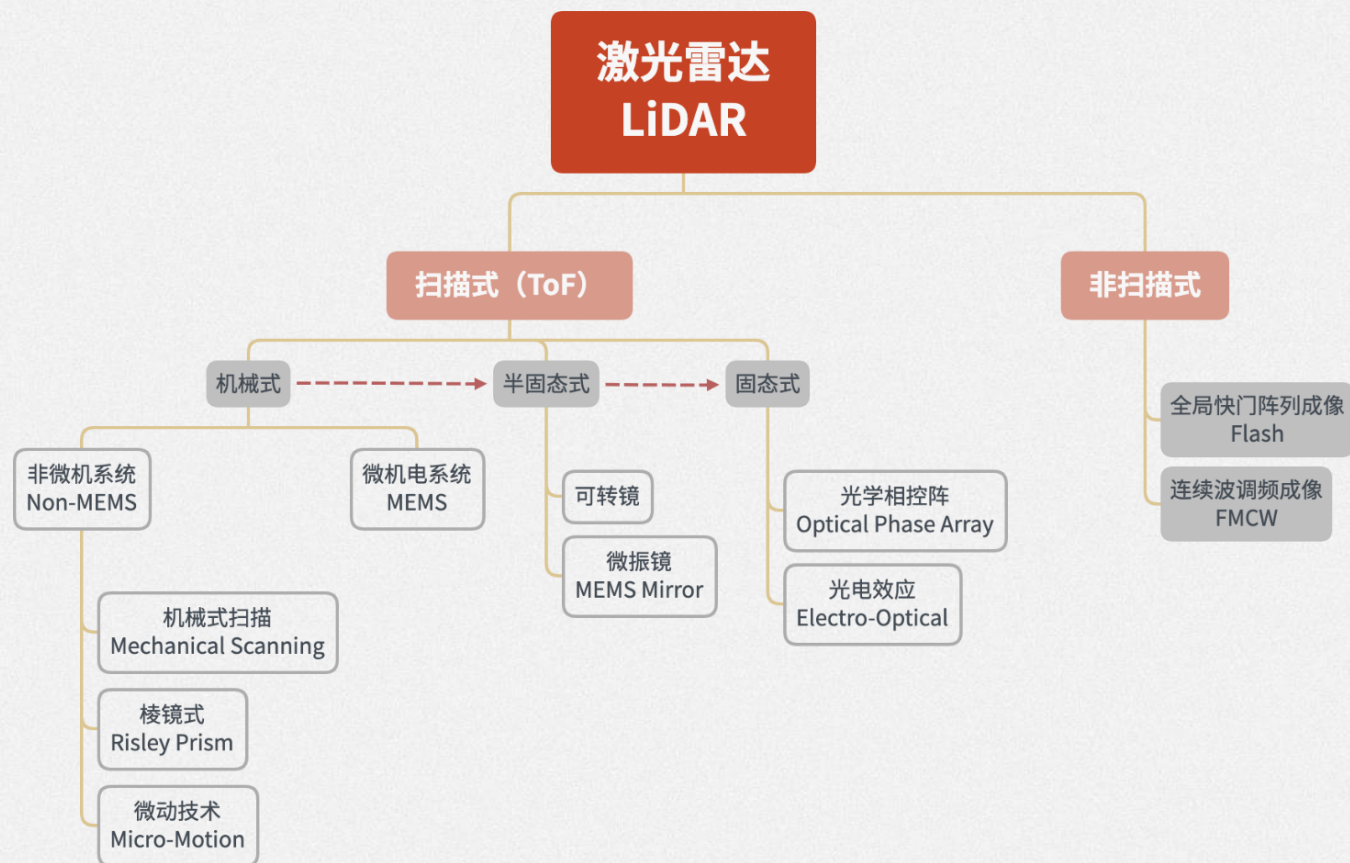 激光雷达
LiDAR
扫描式（ToF）
非扫描式
机械式
半固态式
固态式
全局快门阵列成像
Flash
连续波调频成像
FMCW
非微机系统
Non-MEMS
微机电系统
MEMS
可转镜
微振镜
MEMS Mirror
光学相控阵
Optical Phase Array
光电效应
Electro-Optical
机械式扫描
Mechanical Scanning
棱镜式
Risley Prism
微动技术
Micro-Motion